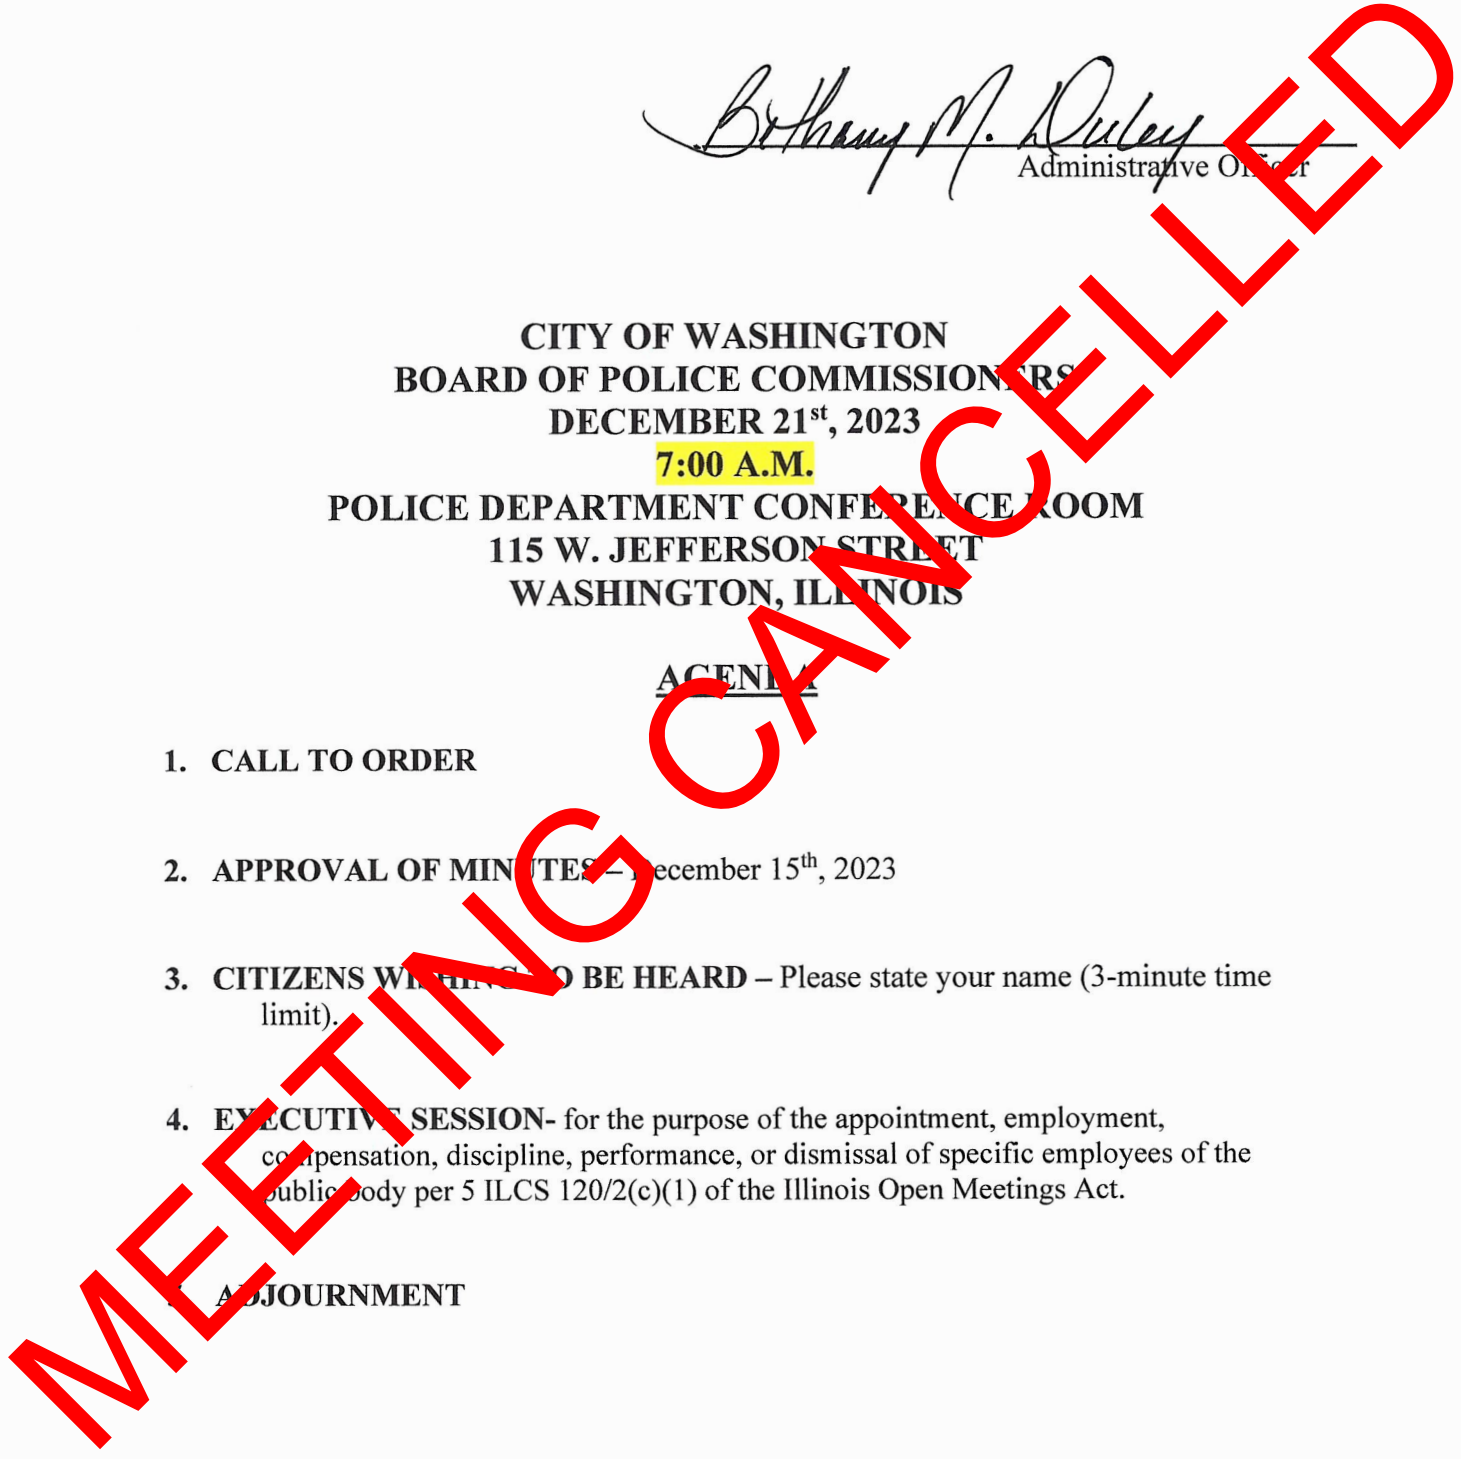 Bethany M. Duley
Administrative Officer
CITY OF WASHINGTON
BOARD OF POLICE COMMISSIONERS
DECEMBER 21st, 2023
7:00 A.M.
POLICE DEPARTMENT CONFERENCE ROOM
115 W. JEFFERSON STREET
WASHINGTON, ILLINOIS
AGENDA
1. CALL TO ORDER
2. APPROVAL OF MINUTES – December 15th, 2023
3. CITIZENS WISHING TO BE HEARD – Please state your name (3-minute time
limit).
4. EXECUTIVE SESSION- for the purpose of the appointment, employment,
compensation, discipline, performance, or dismissal of specific employees of the
public body per 5 ILCS 120/2(c)(1) of the Illinois Open Meetings Act.
5. ADJOURNMENT
MEETING CANCELLED